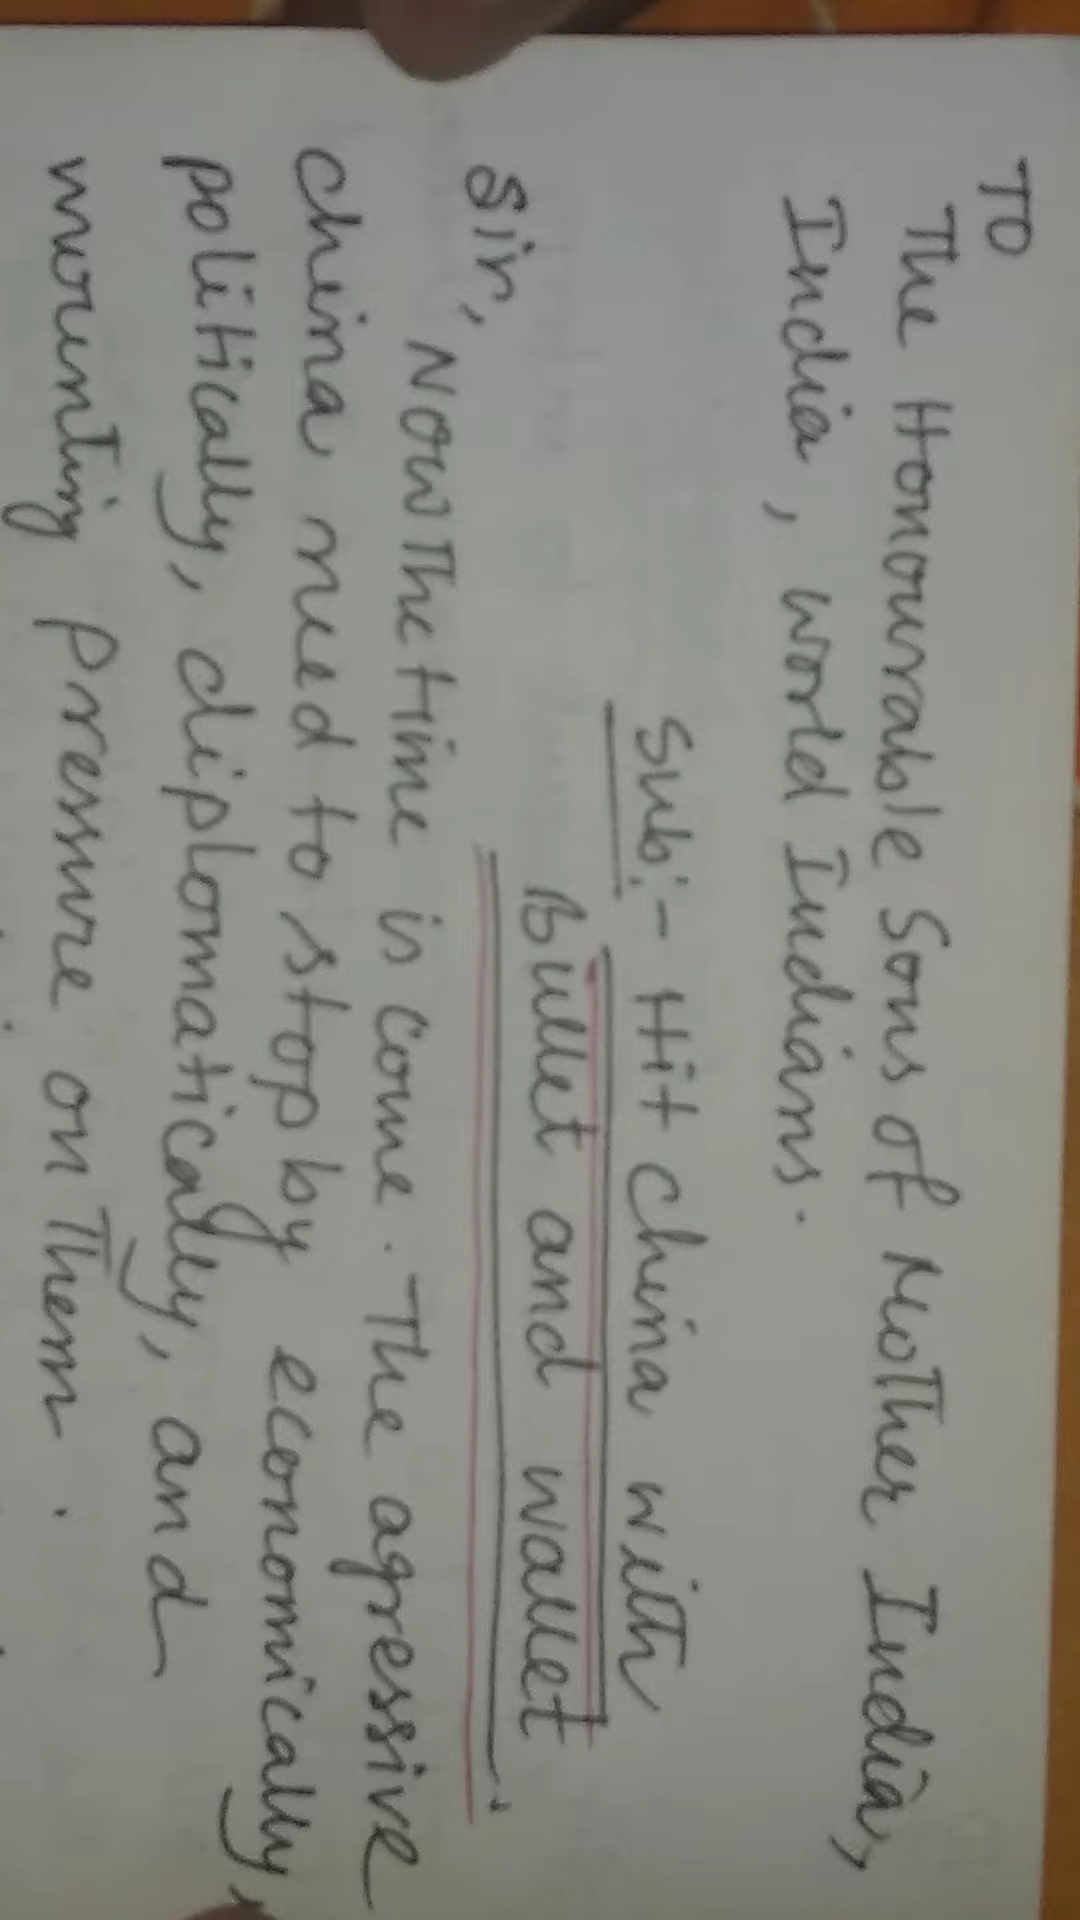 TO
The Honourable Sons of Mother India,
India, world Indians.
Sub:- Hit china with
Bullet and wallet
Sir,
Now The time is come. The agressive
china need to stop by economically,
politically, diplomatically, and
mounting pressure on Them.